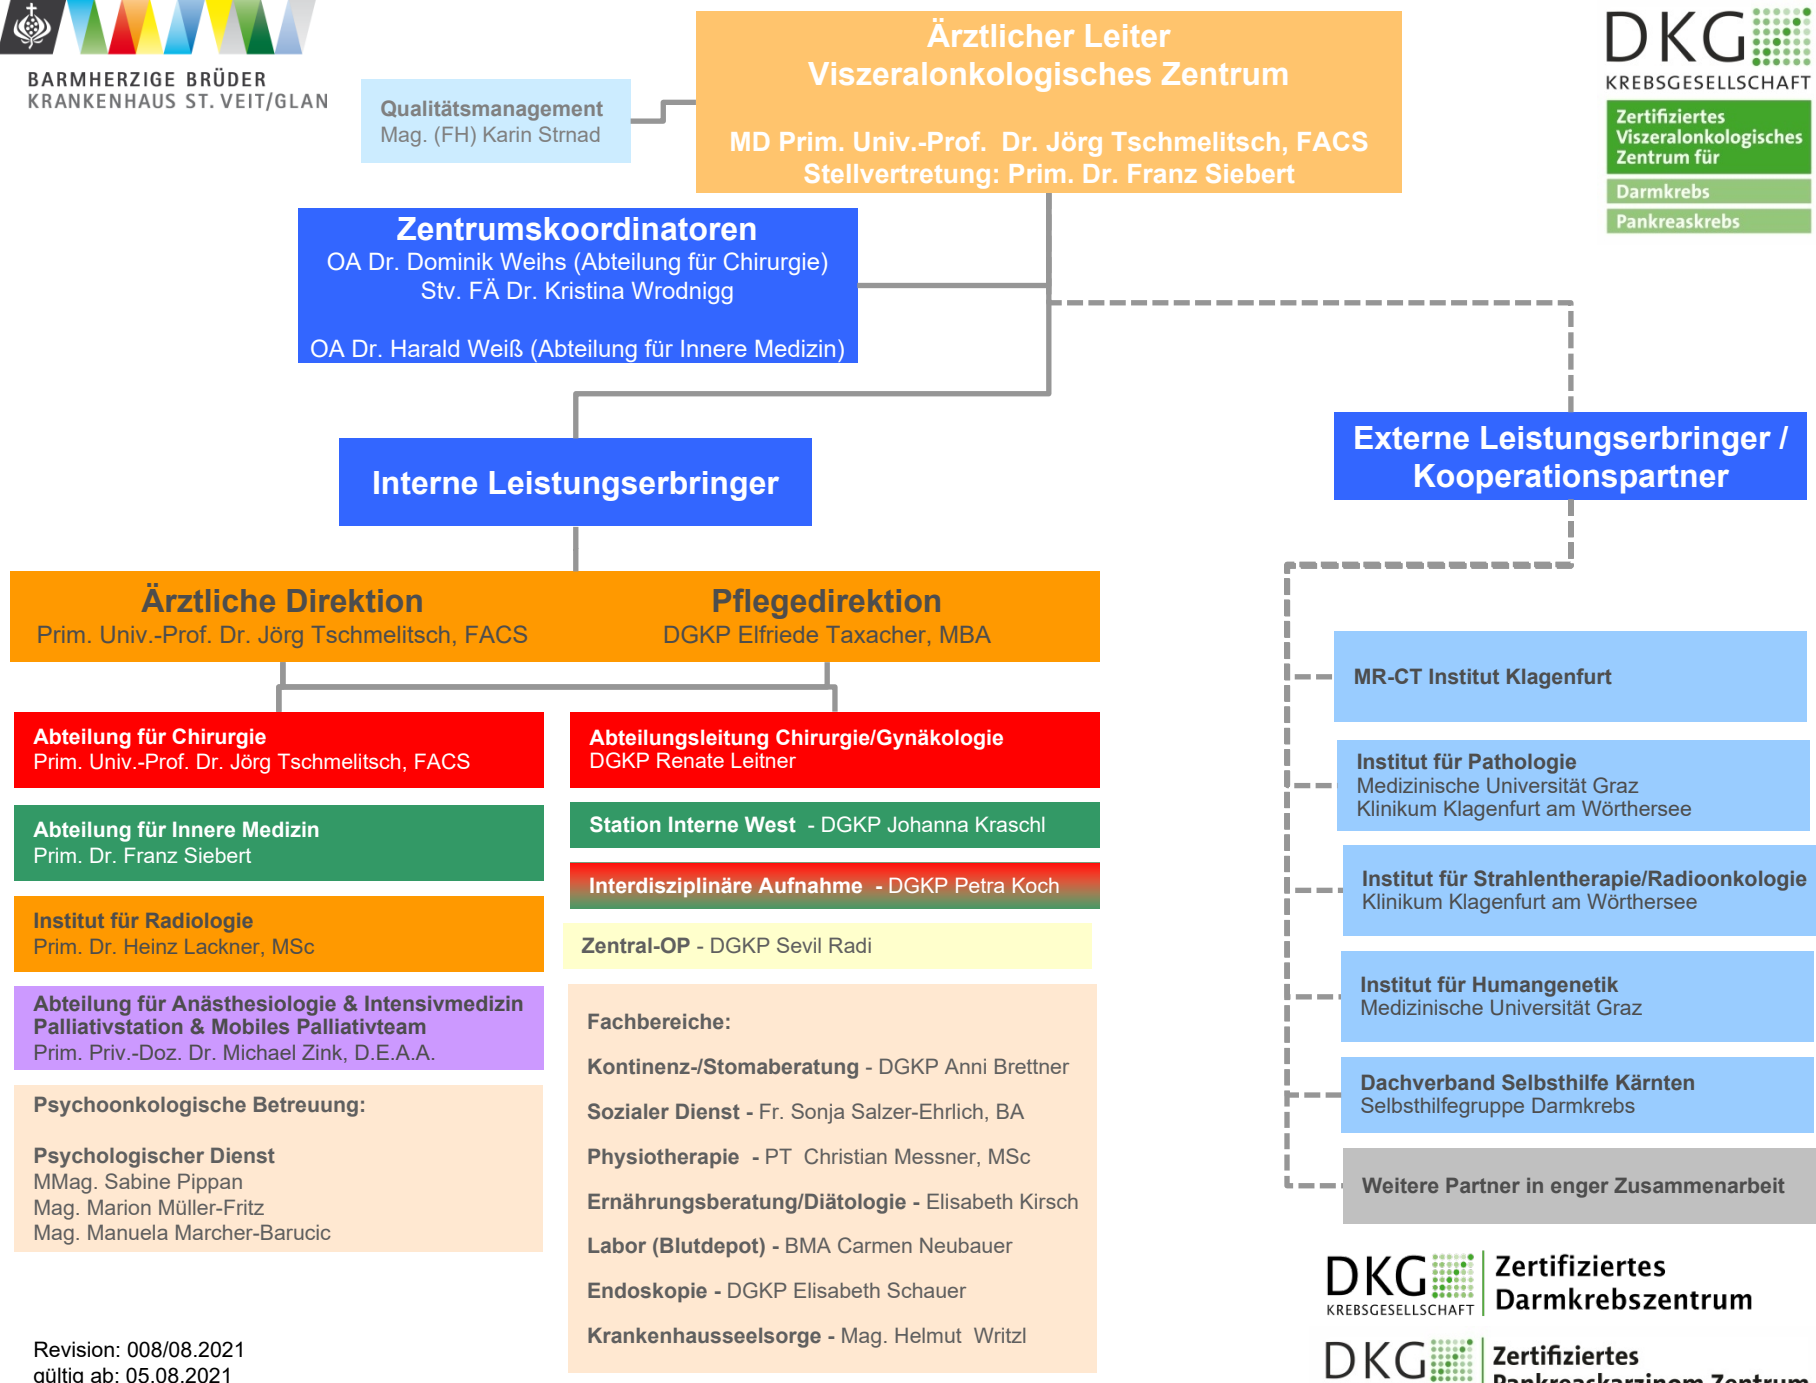 BARMHERZIGE BRÜDER
KRANKENHAUS ST. VEIT/GLAN
Qualitätsmanagement
Mag. (FH) Karin Strnad
Ärztlicher Leiter
Viszeralonkologisches Zentrum
MD Prim. Univ.-Prof. Dr. Jörg Tschmelitsch, FACS
Stellvertretung: Prim. Dr. Franz Siebert
DKG
KREBSGESELLSCHAFT
Zertifiziertes
Viszeralonkologisches
Zentrum für
Darmkrebs
Pankreaskrebs
Zentrumskoordinatoren
OA Dr. Dominik Weihs (Abteilung für Chirurgie)
Stv. FÄ Dr. Kristina Wrodnigg
OA Dr. Harald Weiß (Abteilung für Innere Medizin)
Interne Leistungserbringer
Externe Leistungserbringer /
Kooperationspartner
Ärztliche Direktion
Prim. Univ.-Prof. Dr. Jörg Tschmelitsch, FACS
Pflegedirektion
DGKP Elfriede Taxacher, MBA
Abteilung für Chirurgie
Prim. Univ.-Prof. Dr. Jörg Tschmelitsch, FACS
Abteilung für Innere Medizin
Prim. Dr. Franz Siebert
Institut für Radiologie
Prim. Dr. Heinz Lackner, MSc
Abteilung für Anästhesiologie & Intensivmedizin
Palliativstation & Mobiles Palliativteam
Prim. Priv.-Doz. Dr. Michael Zink, D.E.A.A.
Psychoonkologische Betreuung:
Psychologischer Dienst
MMag. Sabine Pippan
Mag. Marion Müller-Fritz
Mag. Manuela Marcher-Barucic
Abteilungsleitung Chirurgie/Gynäkologie
DGKP Renate Leitner
Station Interne West - DGKP Johanna Kraschl
Interdisziplinäre Aufnahme - DGKP Petra Koch
Zentral-OP - DGKP Sevil Radi
Fachbereiche:
Kontinenz-/Stomaberatung - DGKP Anni Brettner
Sozialer Dienst - Fr. Sonja Salzer-Ehrlich, BA
Physiotherapie - PT Christian Messner, MSc
Ernährungsberatung/Diätologie - Elisabeth Kirsch
Labor (Blutdepot) - BMA Carmen Neubauer
Endoskopie - DGKP Elisabeth Schauer
Krankenhausseelsorge - Mag. Helmut Writzl
MR-CT Institut Klagenfurt
Institut für Pathologie
Medizinische Universität Graz
Klinikum Klagenfurt am Wörthersee
Institut für Strahlentherapie/Radioonkologie
Klinikum Klagenfurt am Wörthersee
Institut für Humangenetik
Medizinische Universität Graz
Dachverband Selbsthilfe Kärnten
Selbsthilfegruppe Darmkrebs
Weitere Partner in enger Zusammenarbeit
DKG
KREBSGESELLSCHAFT
Zertifiziertes
Darmkrebszentrum
DKG
Zertifiziertes
Pankreaskarzinom Zentrum
Revision: 008/08.2021
gültig ab: 05.08.2021